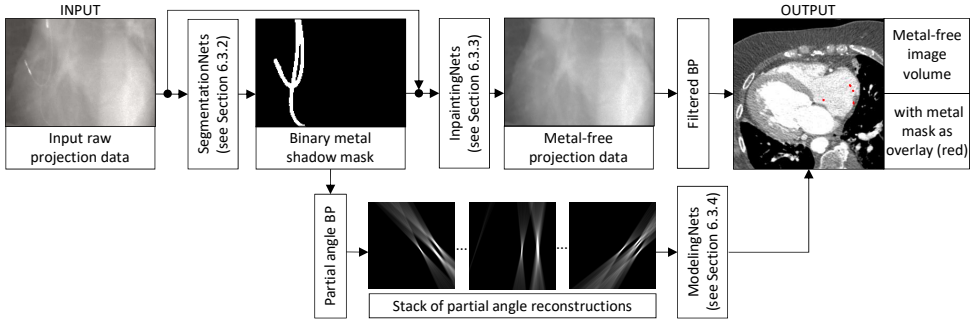 INPUT
OUTPUT
Input raw
projection data
SegmentationNets
(see Section 6.3.2)
Binary metal
shadow mask
InpaintingNets
(see Section 6.3.3)
Metal-free
projection data
Filtered BP
Metal-free
image
volume
with metal
mask as
overlay (red)
Partial angle BP
...
...
Stack of partial angle reconstructions
ModelingNets
(see Section 6.3.4)